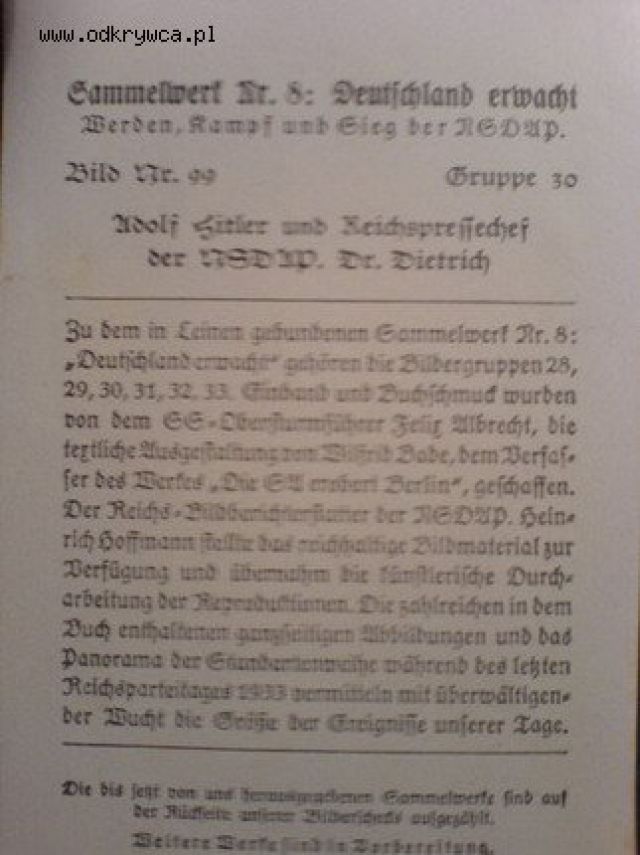 www.odkrywca.pl
Sammelwerk Nr. 8: Deutschland erwacht
Werden, Kampf und Sieg der NSDAP.
Bild Nr. 99 Gruppe 30
Adolf Hitler und Reichspressechef
der NSDAP. Dr. Dietrich
Zu dem in Leinen gebundenen Sammelwerk Nr. 8:
„Deutschland erwacht“ gehören die Bildergruppen 28,
29, 30, 31, 32, 33. Einband und Buchschmuck wurden
von dem SS-Obersturmführer Felix Albrecht, die
textliche Ausgestaltung von Wilfrid Bade, dem Verfas-
ser des Werkes „Die SA erobert Berlin“, geschaffen.
Der Reichs-Bildberichterstatter der NSDAP. Hein-
rich Hoffmann stellte das reichhaltige Bildmaterial zur
Verfügung und übernahm die künstlerische Durch-
arbeitung der Reproduktionen. Die zahlreichen in dem
Buch enthaltenen ganzseitigen Abbildungen und das
Panorama der Standartenweihe während des letzten
Reichsparteitages 1933 vermitteln mit überwältigen-
der Wucht die Größe der Ereignisse unserer Tage.
Die bis jetzt von uns herausgegebenen Sammelwerke sind auf
der Rückseite unserer Bilderschecks aufgezählt.
Weitere Werke sind in Vorbereitung.